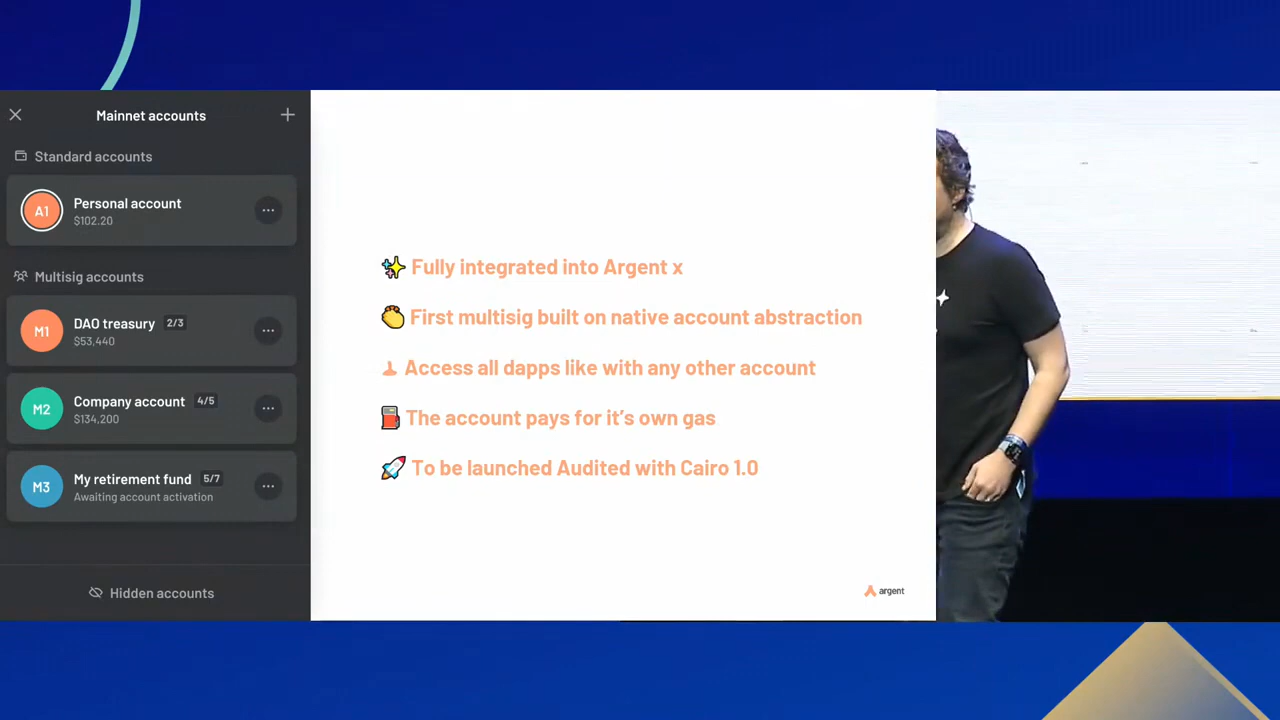 Mainnet accounts
Standard accounts
A1
Personal account
$102.20
Multisig accounts
M1
DAO treasury 2/3
$53,440
M2
Company account 4/5
$134,200
M3
My retirement fund 5/7
Awaiting account activation
Hidden accounts
Fully integrated into Argent x
First multisig built on native account abstraction
Access all dapps like with any other account
The account pays for it’s own gas
To be launched Audited with Cairo 1.0
argent